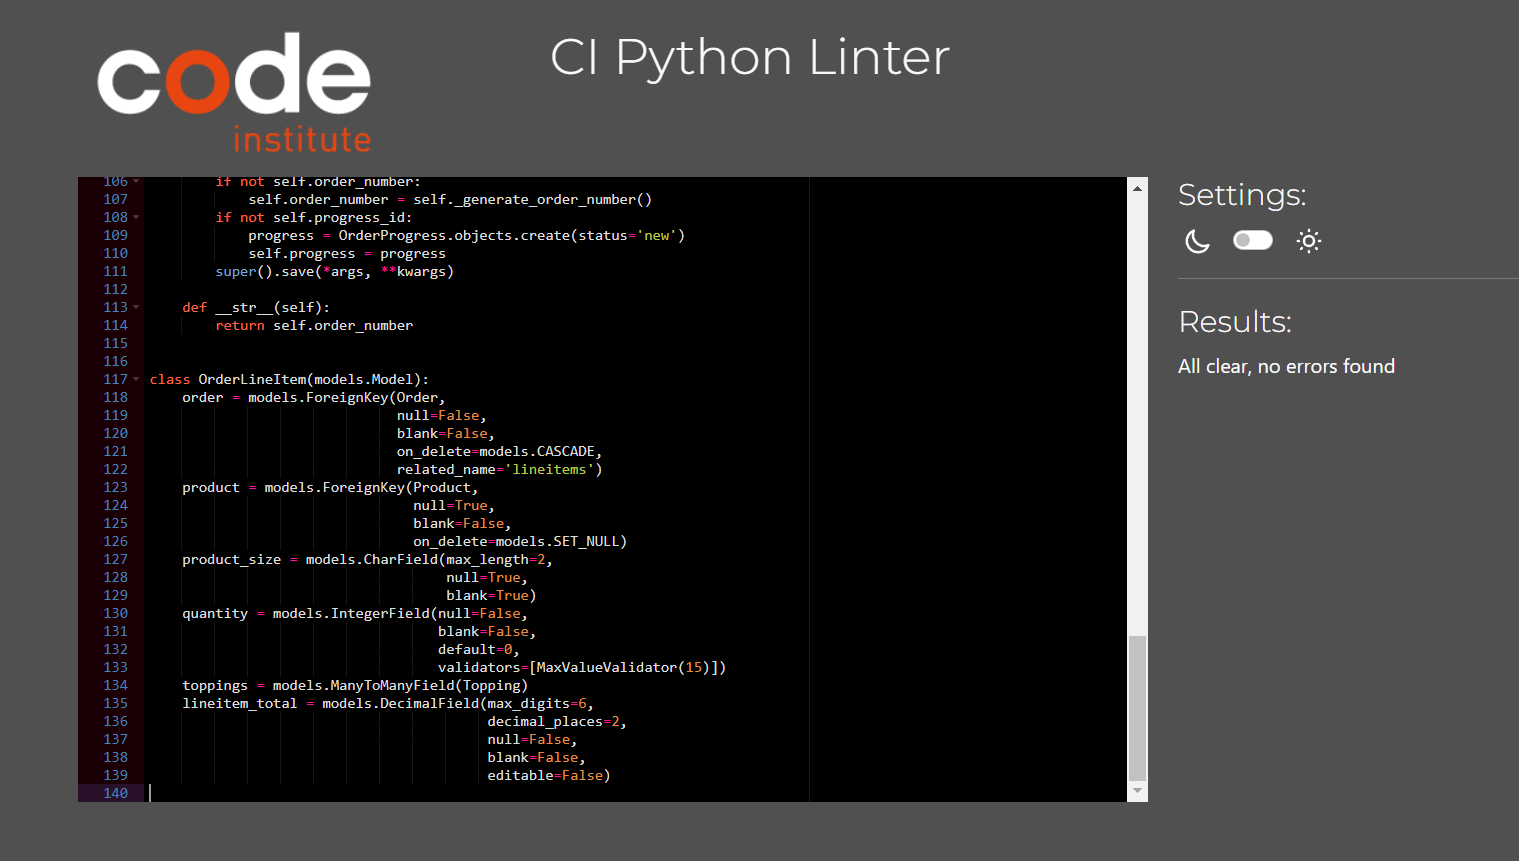 code
institute
CI Python Linter
106 if not self.order_number:
107 self.order_number = self._generate_order_number()
108 if not self.progress_id:
109 progress = OrderProgress.objects.create(status='new')
110 self.progress = progress
111 super().save(*args, **kwargs)
112
113 def __str__(self):
114 return self.order_number
115
116
117 class OrderLineItem(models.Model):
118 order = models.ForeignKey(Order,
119 null=False,
120 blank=False,
121 on_delete=models.CASCADE,
122 related_name='lineitems')
123 product = models.ForeignKey(Product,
124 null=True,
125 blank=False,
126 on_delete=models.SET_NULL)
127 product_size = models.CharField(max_length=2,
128 null=True,
129 blank=True)
130 quantity = models.IntegerField(null=False,
131 blank=False,
132 default=0,
133 validators=[MaxValueValidator(15)])
134 toppings = models.ManyToManyField(Topping)
135 lineitem_total = models.DecimalField(max_digits=6,
136 decimal_places=2,
137 null=False,
138 blank=False,
139 editable=False)
140
Settings:
Results:
All clear, no errors found